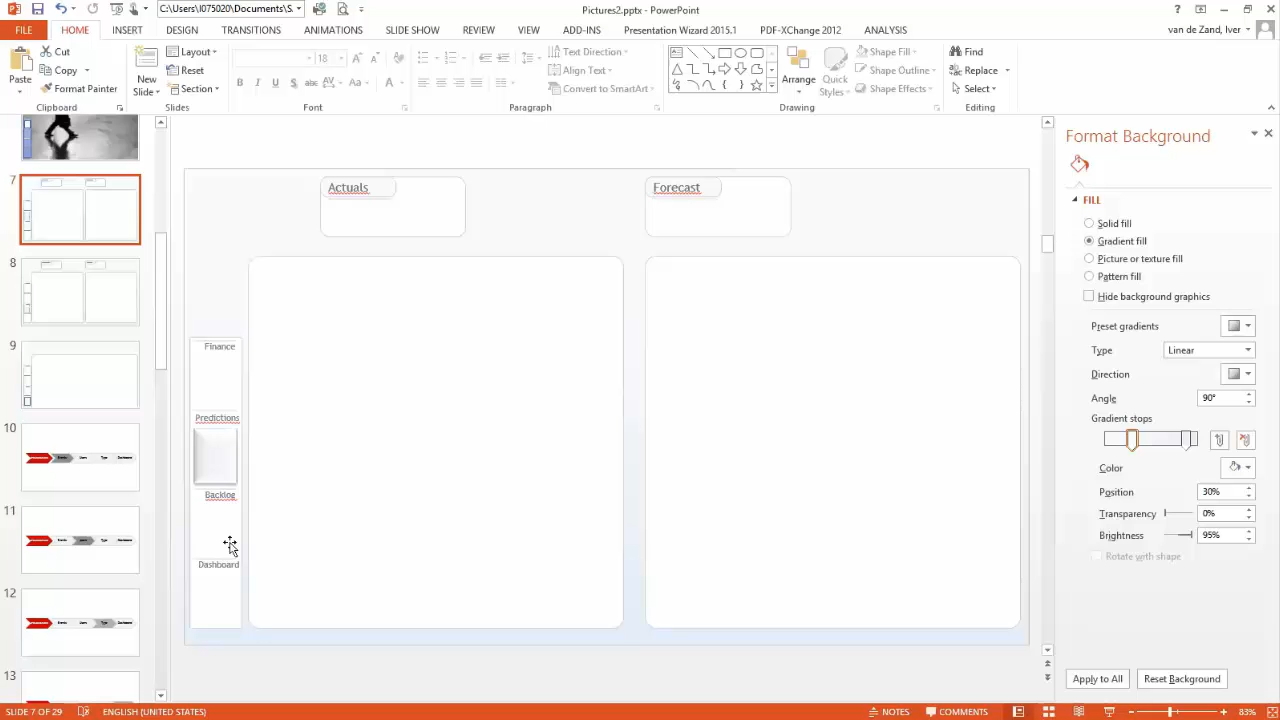 C:\Users\I075020\Documents\S.
Pictures2.pptx - PowerPoint
FILE HOME INSERT DESIGN TRANSITIONS ANIMATIONS SLIDE SHOW REVIEW VIEW ADD-INS Presentation Wizard 2015.1 PDF-XChange 2012 ANALYSIS
van de Zand, Iver
Paste
Cut
Copy
Format Painter
Clipboard
New
Slide
Layout
Reset
Section
Slides
18
Font
Text Direction
Align Text
Convert to SmartArt
Paragraph
Arrange
Quick
Styles
Shape Fill
Shape Outline
Shape Effects
Drawing
Find
Replace
Select
Editing
7
8
9
10
11
12
13
Actuals
Forecast
Finance
Predictions
Backlog
Dashboard
Format Background
FILL
Solid fill
Gradient fill
Picture or texture fill
Pattern fill
Hide background graphics
Preset gradients
Type Linear
Direction
Angle 90°
Gradient stops
Color
Position 30%
Transparency 0%
Brightness 95%
Rotate with shape
Apply to All Reset Background
SLIDE 7 OF 29 ENGLISH (UNITED STATES) NOTES COMMENTS 83%